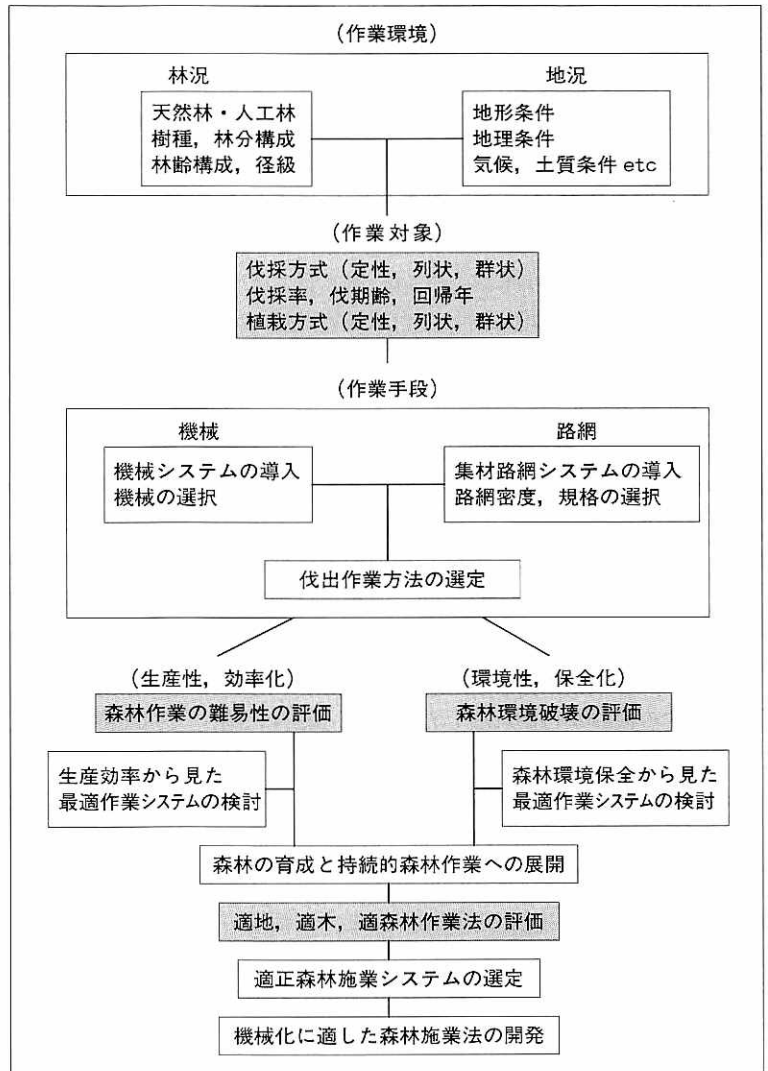 (作業環境)
林況
地況
天然林・人工林
樹種,林分構成
林齢構成,径級
地形条件
地理条件
気候,土質条件 etc
(作業対象)
伐採方式(定性,列状,群状)
伐採率,伐期齢,回帰年
植栽方式(定性,列状,群状)
(作業手段)
機械
路網
機械システムの導入
機械の選択
集材路網システムの導入
路網密度,規格の選択
伐出作業方法の選定
(生産性,効率化)
(環境性,保全化)
森林作業の難易性の評価
森林環境破壊の評価
生産効率から見た
最適作業システムの検討
森林環境保全から見た
最適作業システムの検討
森林の育成と持続的森林作業への展開
適地,適木,適森林作業法の評価
適正森林施業システムの選定
機械化に適した森林施業法の開発